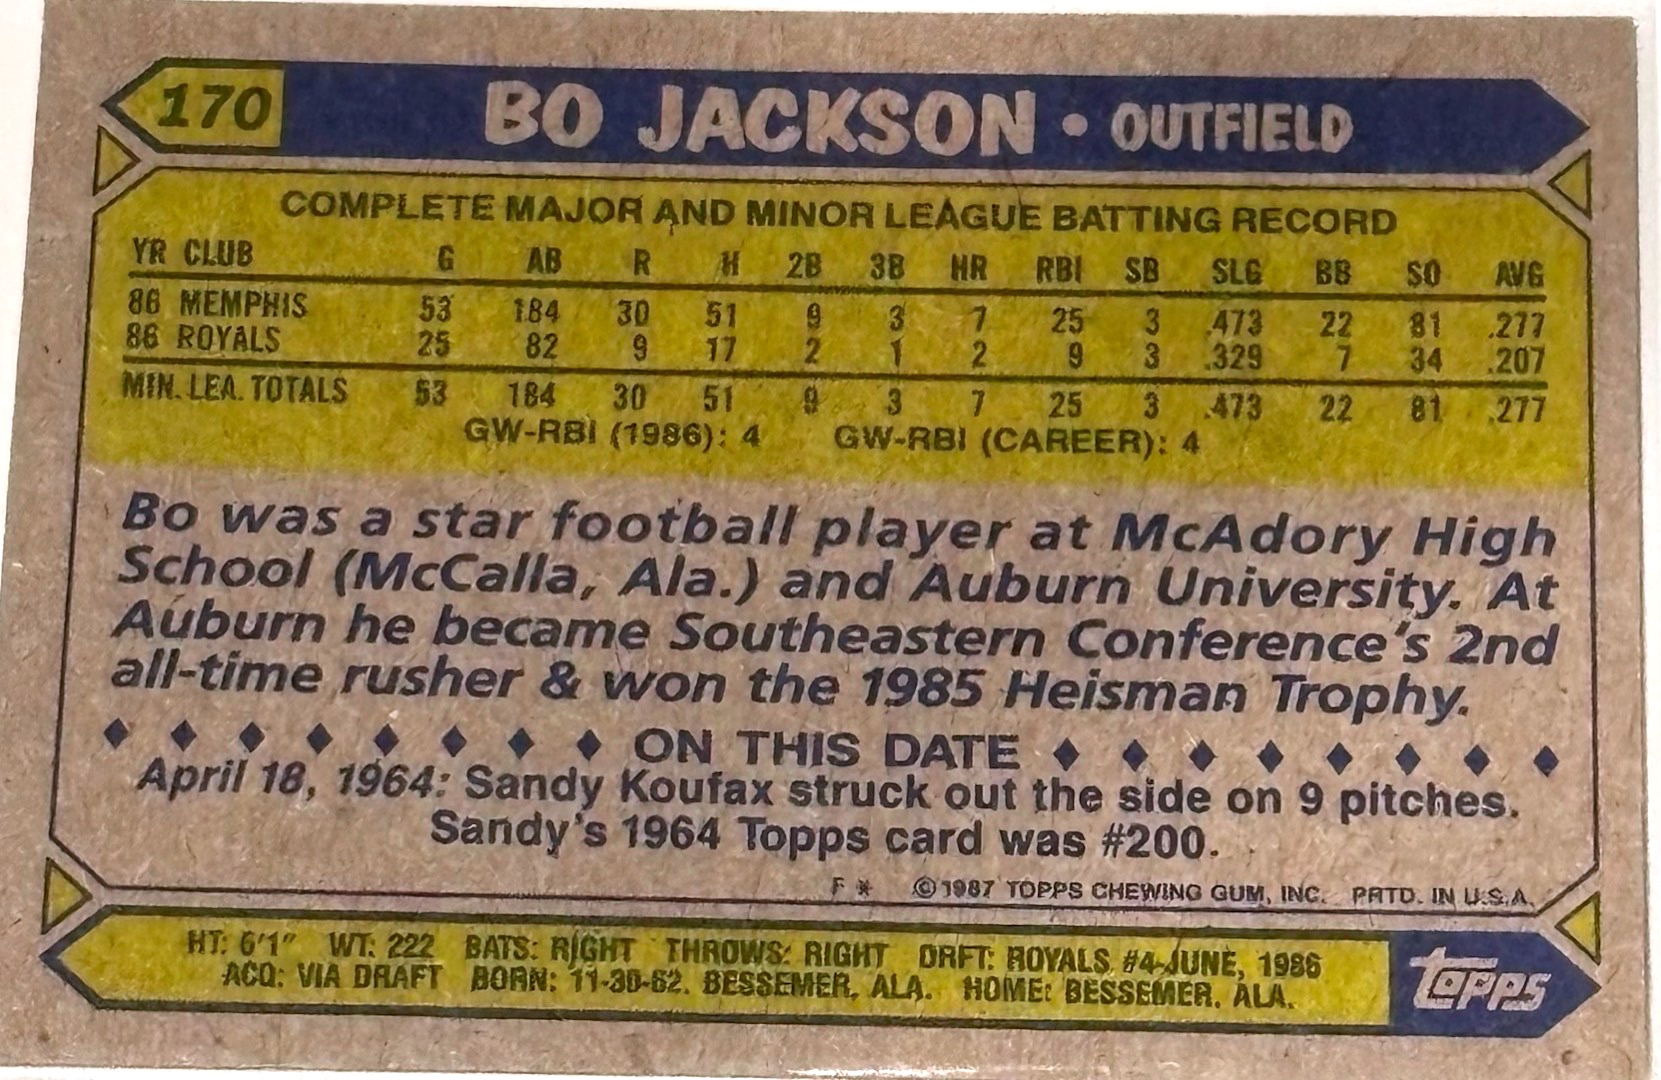 170 BO JACKSON • OUTFIELD
COMPLETE MAJOR AND MINOR LEAGUE BATTING RECORD
YR CLUB G AB R H 2B 3B HR RBI SB SLG BB SO AVG
86 MEMPHIS 53 184 30 51 9 3 7 25 3 .473 22 81 .277
86 ROYALS 25 82 9 17 2 1 2 9 3 .329 7 34 .207
MIN. LEA. TOTALS 53 184 30 51 9 3 7 25 3 .473 22 81 .277
GW-RBI (1986): 4 GW-RBI (CAREER): 4
Bo was a star football player at McAdory High
School (McCalla, Ala.) and Auburn University. At
Auburn he became Southeastern Conference's 2nd
all-time rusher & won the 1985 Heisman Trophy.
♦ ♦ ♦ ♦ ♦ ♦ ♦ ♦ ON THIS DATE ♦ ♦ ♦ ♦ ♦ ♦ ♦ ♦
April 18, 1964: Sandy Koufax struck out the side on 9 pitches.
Sandy's 1964 Topps card was #200.
F * © 1987 TOPPS CHEWING GUM, INC. PRTD. IN U.S.A.
HT: 6'1" WT: 222 BATS: RIGHT THROWS: RIGHT DRFT: ROYALS #4-JUNE, 1986
ACQ: VIA DRAFT BORN: 11-30-62, BESSEMER, ALA. HOME: BESSEMER, ALA.
topps